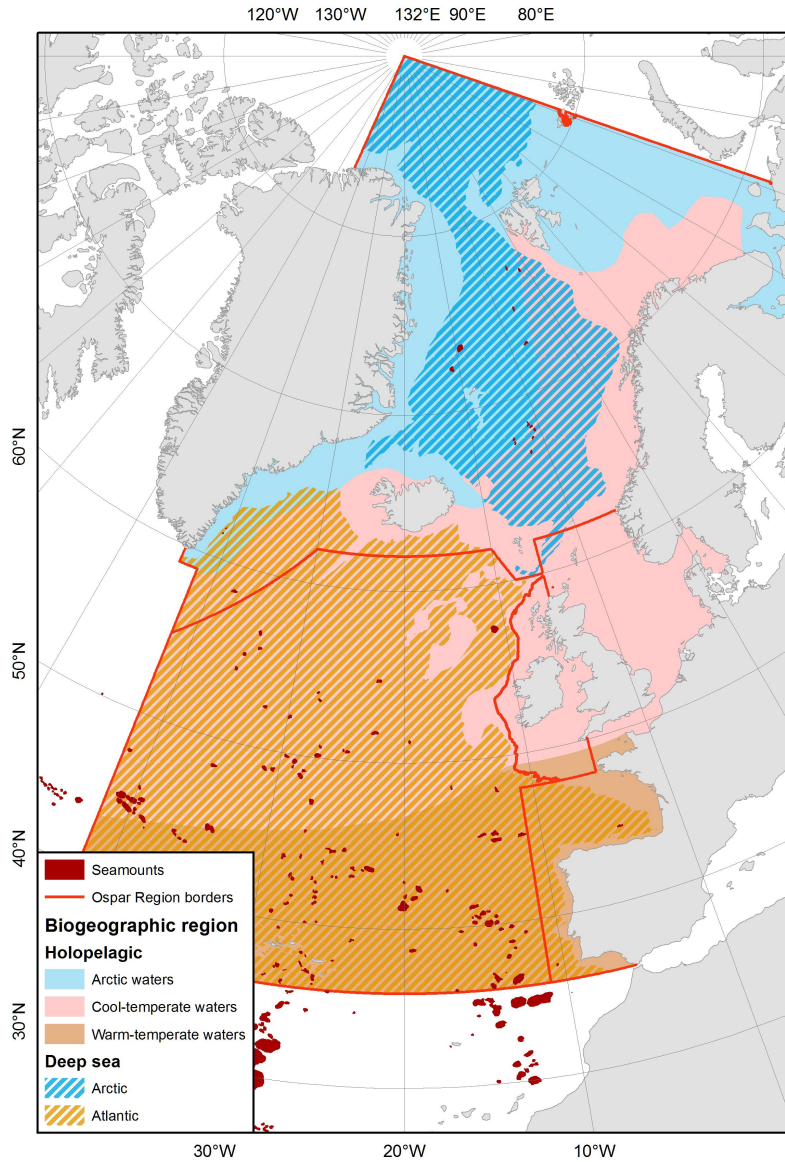 120°W 130°W 132°E 90°E 80°E
60°N
50°N
40°N
30°N
Seamounts
Ospar Region borders
Biogeographic region
Holopelagic
Arctic waters
Cool-temperate waters
Warm-temperate waters
Deep sea
Arctic
Atlantic
30°W 20°W 10°W